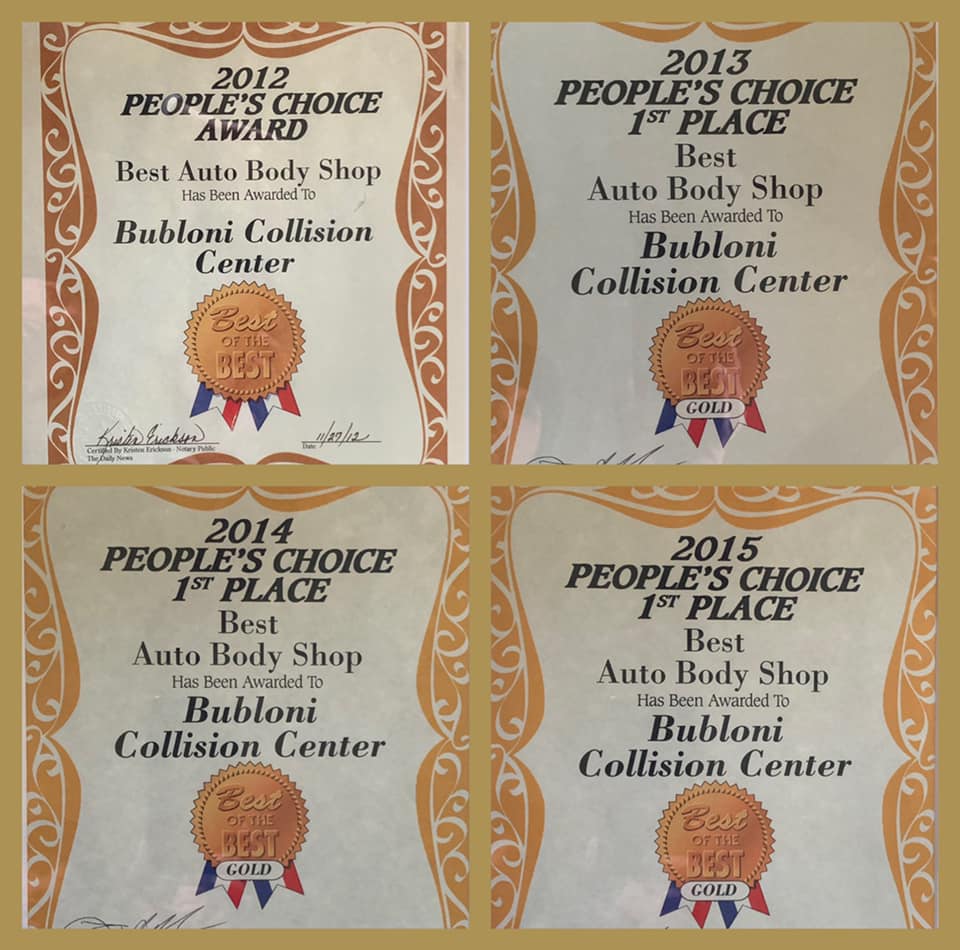 2012
PEOPLE'S CHOICE
AWARD
Best Auto Body Shop
Has Been Awarded To
Bubloni Collision
Center
Best
OF THE
BEST
Kristen Erickson
11/27/12
Certified By Kristen Erickson - Notary Public
Date
The Daily News
2013
PEOPLE'S CHOICE
1ST PLACE
Best
Auto Body Shop
Has Been Awarded To
Bubloni
Collision Center
Best
OF THE
BEST
GOLD
2014
PEOPLE'S CHOICE
1ST PLACE
Best
Auto Body Shop
Has Been Awarded To
Bubloni
Collision Center
Best
OF THE
BEST
GOLD
2015
PEOPLE'S CHOICE
1ST PLACE
Best
Auto Body Shop
Has Been Awarded To
Bubloni
Collision Center
Best
OF THE
BEST
GOLD